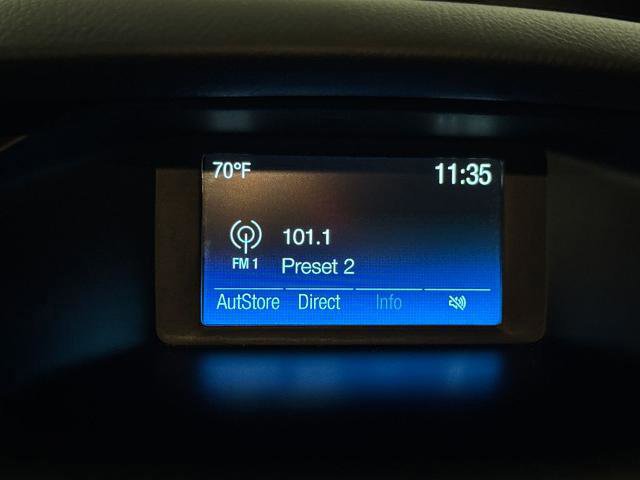 70°F 11:35
101.1
FM 1 Preset 2
AutStore Direct Info